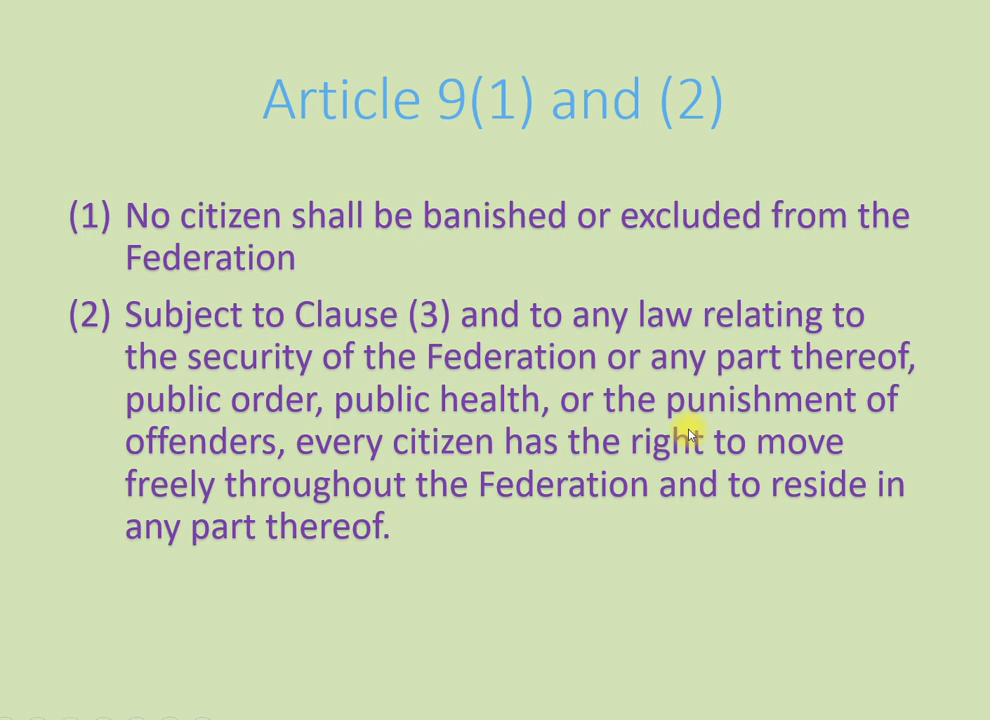 Article 9(1) and (2)
(1) No citizen shall be banished or excluded from the
Federation
(2) Subject to Clause (3) and to any law relating to
the security of the Federation or any part thereof,
public order, public health, or the punishment of
offenders, every citizen has the right to move
freely throughout the Federation and to reside in
any part thereof.